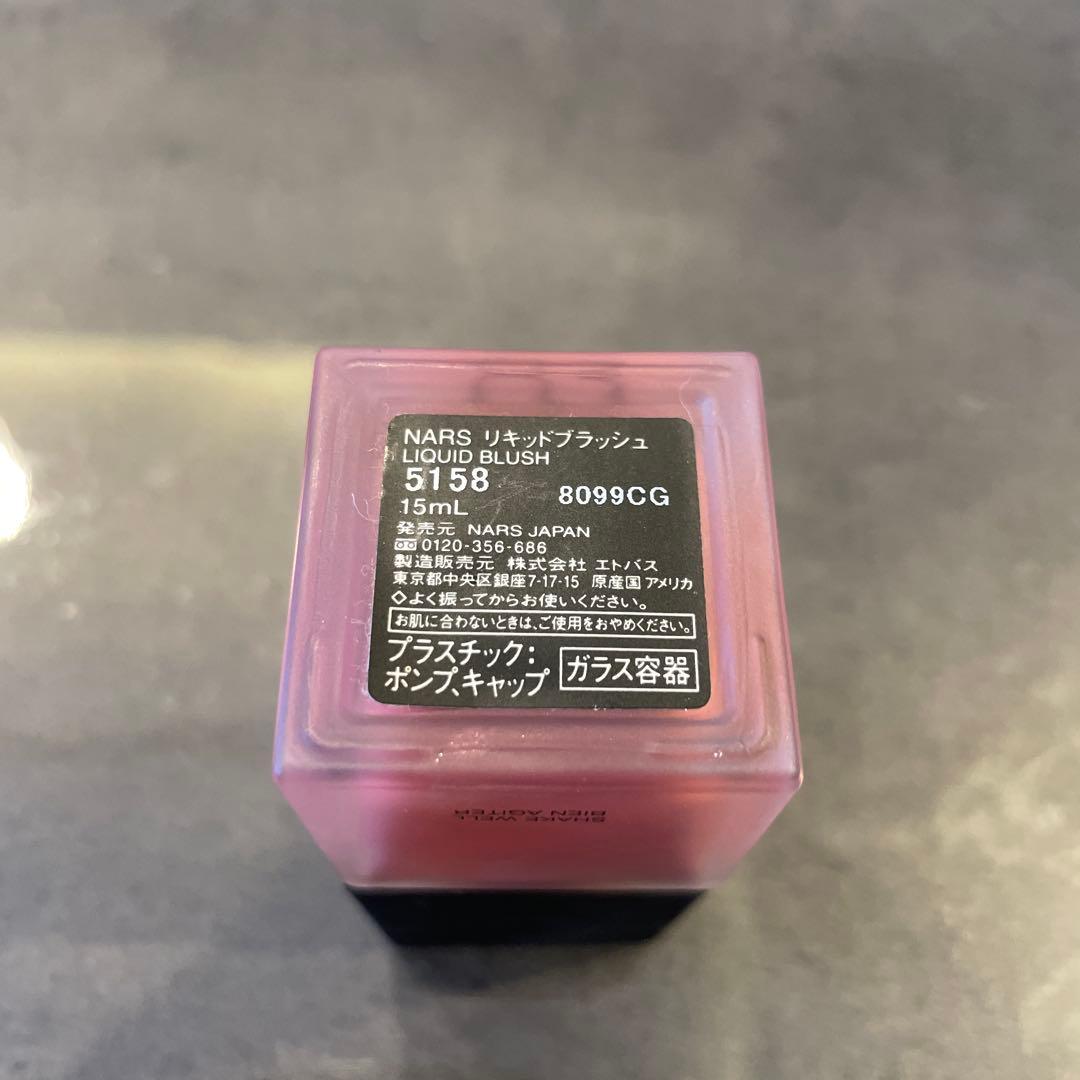 NARS リキッドブラッシュ
LIQUID BLUSH
5158 8099CG
15mL
発売元 NARS JAPAN
0120-356-686
製造販売元 株式会社 エトバス
東京都中央区銀座7-17-15 原産国 アメリカ
◇よく振ってからお使いください。
お肌に合わないときは、ご使用をおやめください。
プラスチック:
ポンプ、キャップ
ガラス容器
SHAKE WELL
BIEN AGITER